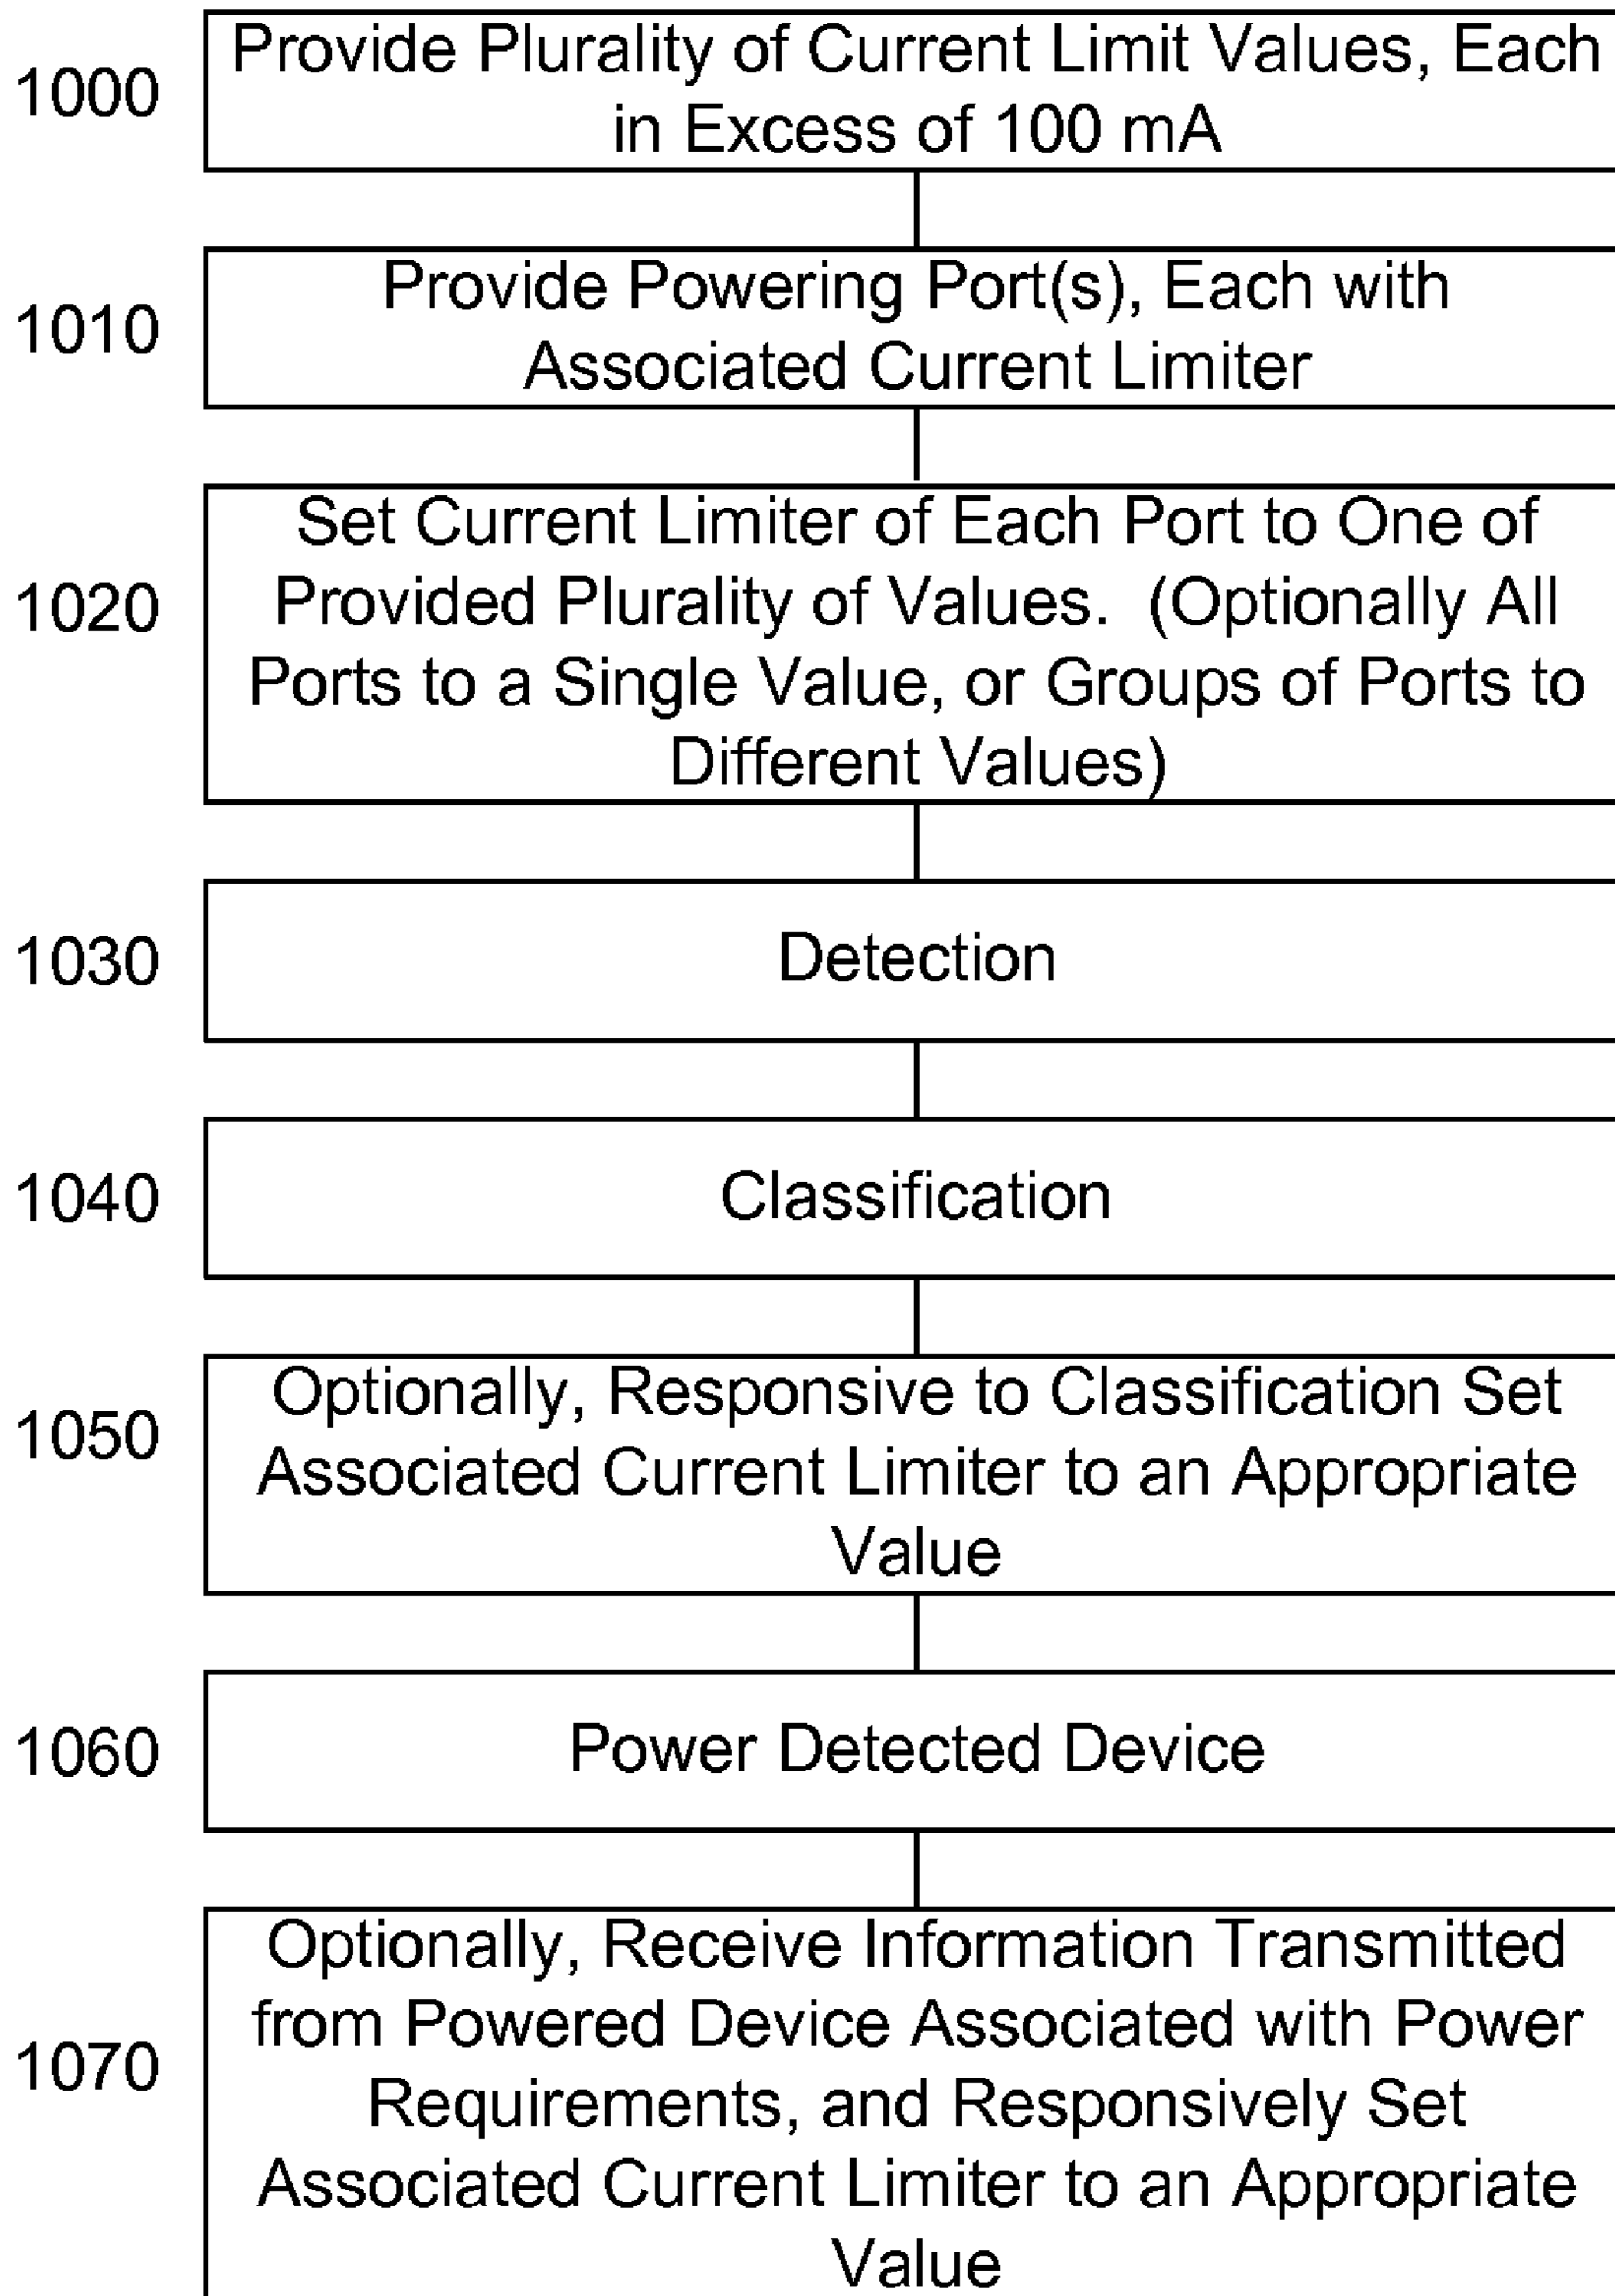 1000
Provide Plurality of Current Limit Values, Each
in Excess of 100 mA
1010
Provide Powering Port(s), Each with
Associated Current Limiter
1020
Set Current Limiter of Each Port to One of
Provided Plurality of Values.  (Optionally All
Ports to a Single Value, or Groups of Ports to
Different Values)
1030
Detection
1040
Classification
1050
Optionally, Responsive to Classification Set
Associated Current Limiter to an Appropriate
Value
1060
Power Detected Device
1070
Optionally, Receive Information Transmitted
from Powered Device Associated with Power
Requirements, and Responsively Set
Associated Current Limiter to an Appropriate
Value